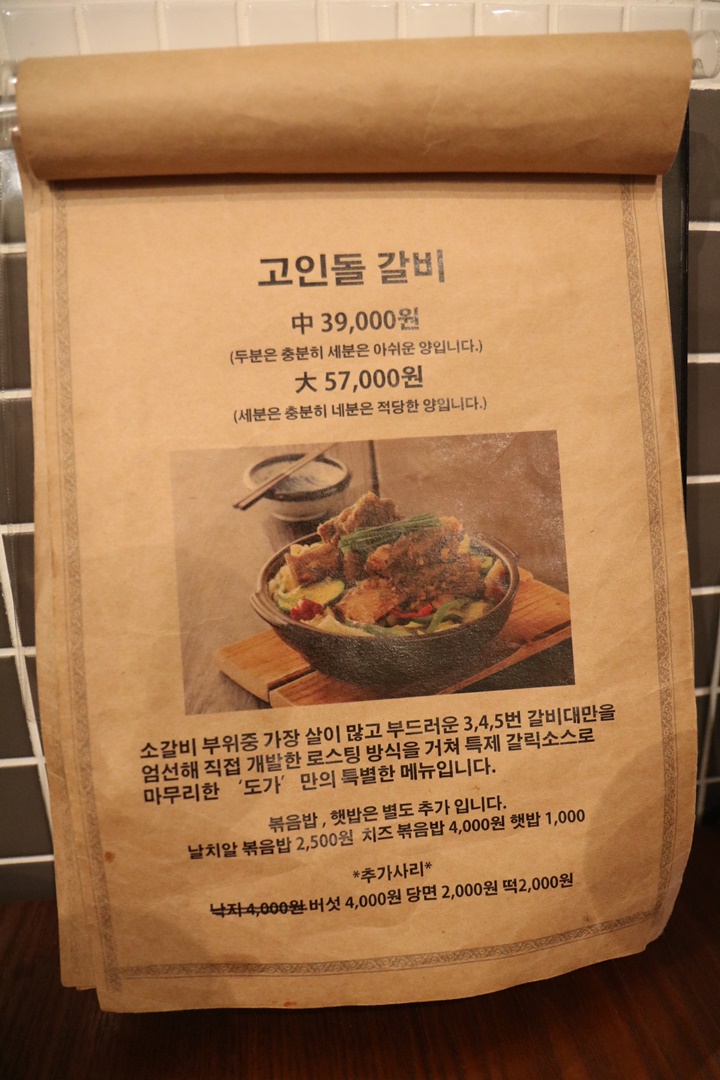 고인돌 갈비
中 39,000원
(두분은 충분히 세분은 아쉬운 양입니다.)
大 57,000원
(세분은 충분히 네분은 적당한 양입니다.)
소갈비 부위중 가장 살이 많고 부드러운 3,4,5번 갈비대만을
엄선해 직접 개발한 로스팅 방식을 거쳐 특제 갈릭소스로
마무리한 ‘도가’ 만의 특별한 메뉴입니다.
볶음밥 , 햇밥은 별도 추가 입니다.
날치알 볶음밥 2,500원 치즈 볶음밥 4,000원 햇밥 1,000
*추가사리*
낙지 4,000원 버섯 4,000원 당면 2,000원 떡2,000원